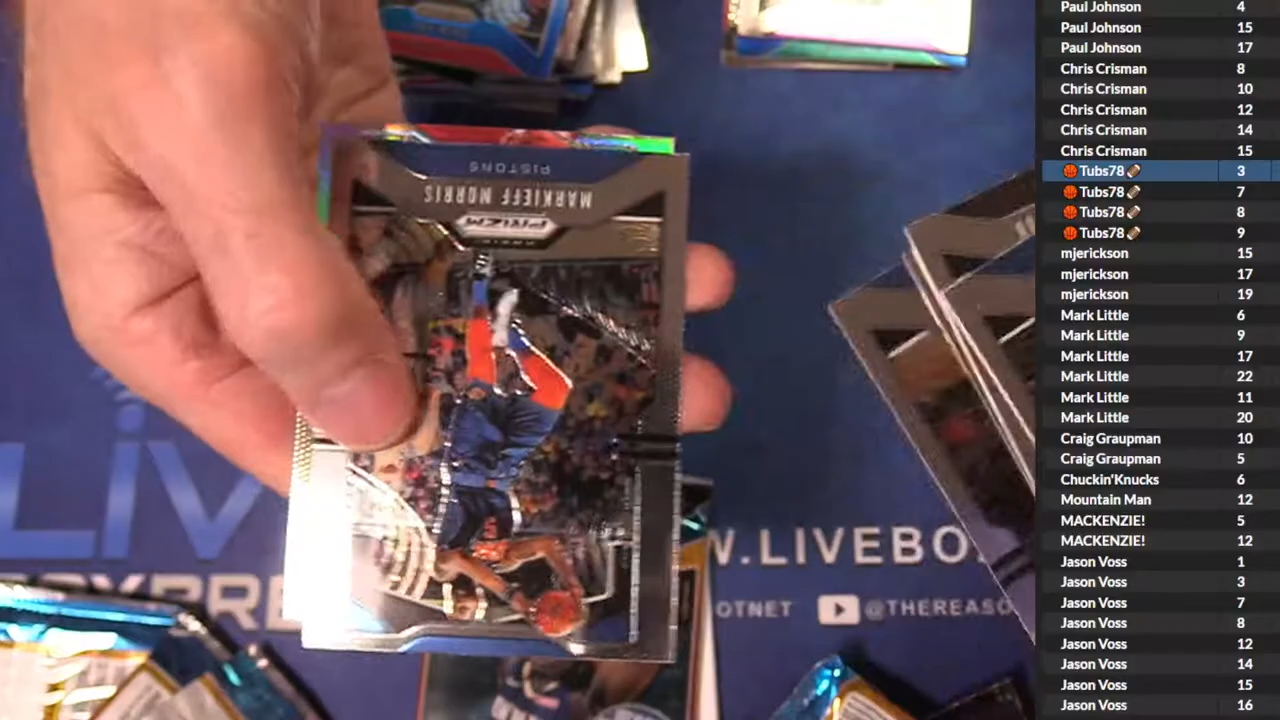 PISTONS
MARKIEFF MORRIS
PRIZM
LIV
W.LIVEBO
OTNET
@THEREASO
Paul Johnson 4
Paul Johnson 15
Paul Johnson 17
Chris Crisman 8
Chris Crisman 10
Chris Crisman 12
Chris Crisman 14
Chris Crisman 15
🏀Tubs78🏈 3
🏀Tubs78🏈 7
🏀Tubs78🏈 8
🏀Tubs78🏈 9
mjerickson 15
mjerickson 17
mjerickson 19
Mark Little 6
Mark Little 9
Mark Little 17
Mark Little 22
Mark Little 11
Mark Little 20
Craig Graupman 10
Craig Graupman 5
Chuckin'Knucks 6
Mountain Man 12
MACKENZIE! 5
MACKENZIE! 12
Jason Voss 1
Jason Voss 3
Jason Voss 7
Jason Voss 8
Jason Voss 12
Jason Voss 14
Jason Voss 15
Jason Voss 16